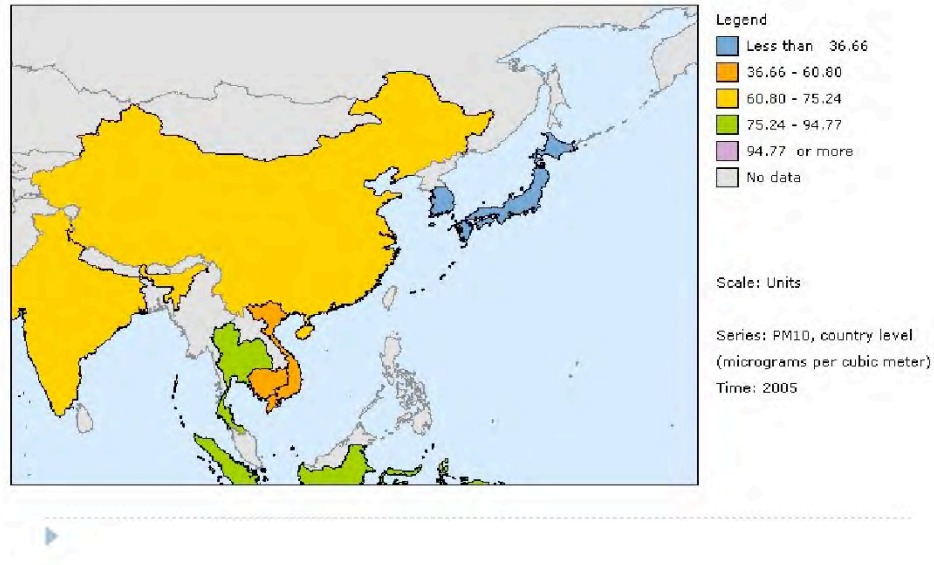 Legend
Less than 36.66
36.66 - 60.80
60.80 - 75.24
75.24 - 94.77
94.77 or more
No data
Scale: Units
Series: PM10, country level
(micrograms per cubic meter)
Time: 2005